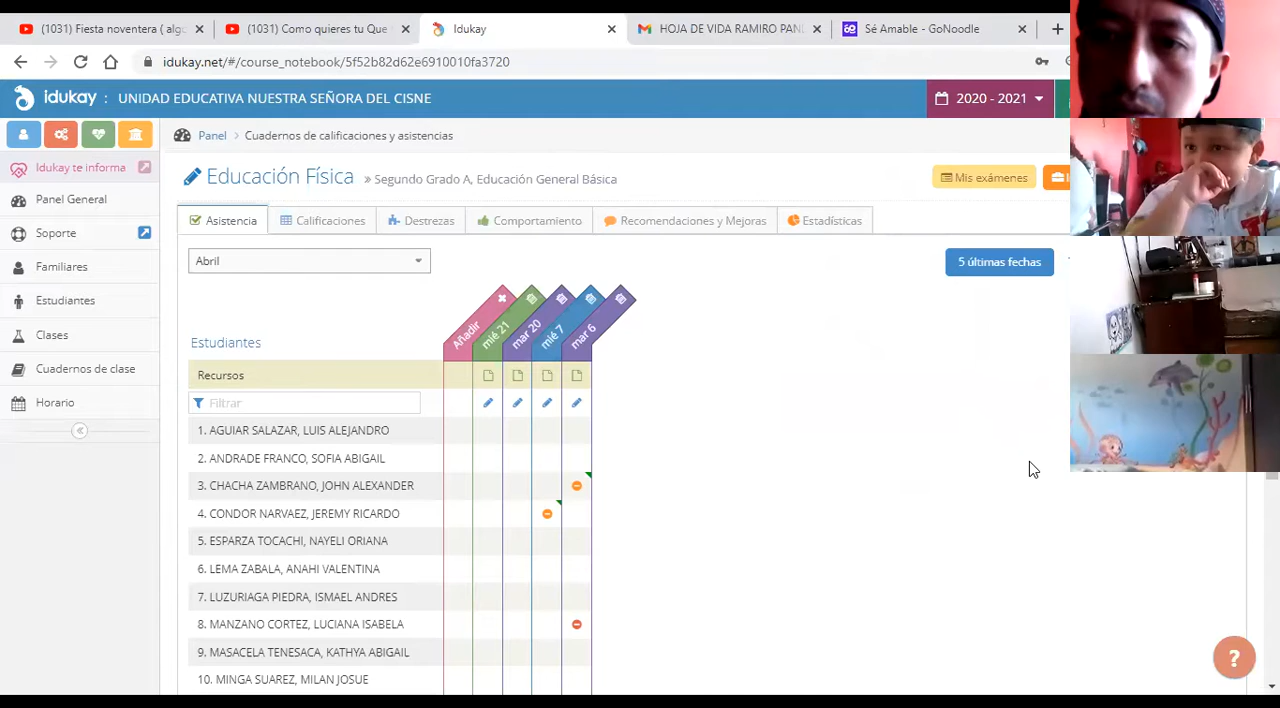 (1031) Fiesta noventera ( algo
(1031) Como quieres tu Que
Idukay
HOJA DE VIDA RAMIRO PAN
Sé Amable - GoNoodle
idukay.net/#/course_notebook/5f52b82d62e6910010fa3720
idukay : UNIDAD EDUCATIVA NUESTRA SEÑORA DEL CISNE
2020 - 2021
Idukay te informa
Panel General
Soporte
Familiares
Estudiantes
Clases
Cuadernos de clase
Horario
Panel > Cuadernos de calificaciones y asistencias
Educación Física » Segundo Grado A, Educación General Básica
Mis exámenes
Asistencia
Calificaciones
Destrezas
Comportamiento
Recomendaciones y Mejoras
Estadísticas
Abril
5 últimas fechas
Añadir
mié 21
mar 20
mié 7
mar 6
Estudiantes
Recursos
Filtrar
1. AGUIAR SALAZAR, LUIS ALEJANDRO
2. ANDRADE FRANCO, SOFIA ABIGAIL
3. CHACHA ZAMBRANO, JOHN ALEXANDER
4. CONDOR NARVAEZ, JEREMY RICARDO
5. ESPARZA TOCACHI, NAYELI ORIANA
6. LEMA ZABALA, ANAHI VALENTINA
7. LUZURIAGA PIEDRA, ISMAEL ANDRES
8. MANZANO CORTEZ, LUCIANA ISABELA
9. MASACELA TENESACA, KATHYA ABIGAIL
10. MINGA SUAREZ, MILAN JOSUE
?